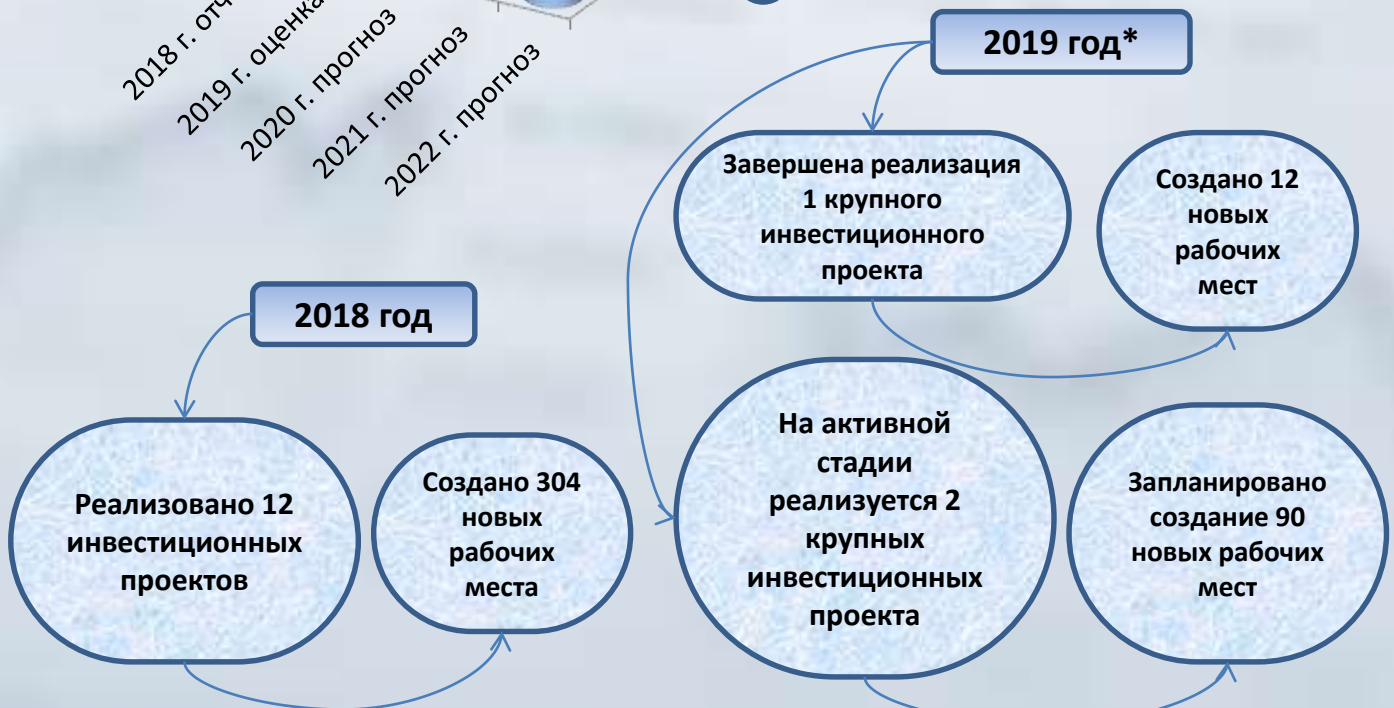 2018 г.
2019 г. оценка
2020 г. прогноз
2021 г. прогноз
2022 г. прогноз
2019 год*
Завершена реализация
1 крупного
инвестиционного
проекта
Создано 12
новых
рабочих
мест
2018 год
Реализовано 12
инвестиционных
проектов
Создано 304
новых
рабочих
места
На активной
стадии
реализуется 2
крупных
инвестиционных
проекта
Запланировано
создание 90
новых рабочих
мест